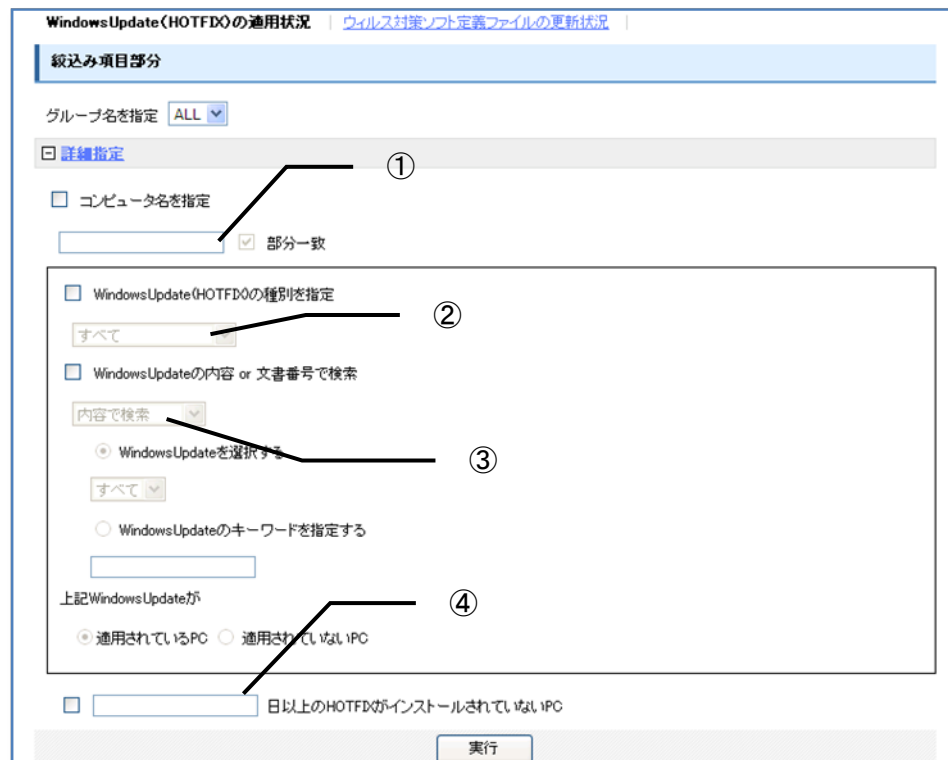 WindowsUpdate(HOTFIX)の適用状況 | ウィルス対策ソフト定義ファイルの更新状況 |
絞込み項目部分
グループ名を指定 ALL
詳細指定
①
コンピュータ名を指定
部分一致
WindowsUpdate(HOTFIX)の種別を指定
②
すべて
WindowsUpdateの内容 or 文書番号で検索
内容で検索
WindowsUpdateを選択する
③
すべて
WindowsUpdateのキーワードを指定する
上記WindowsUpdateが
④
適用されているPC 適用されていないPC
日以上のHOTFIXがインストールされていないPC
実行